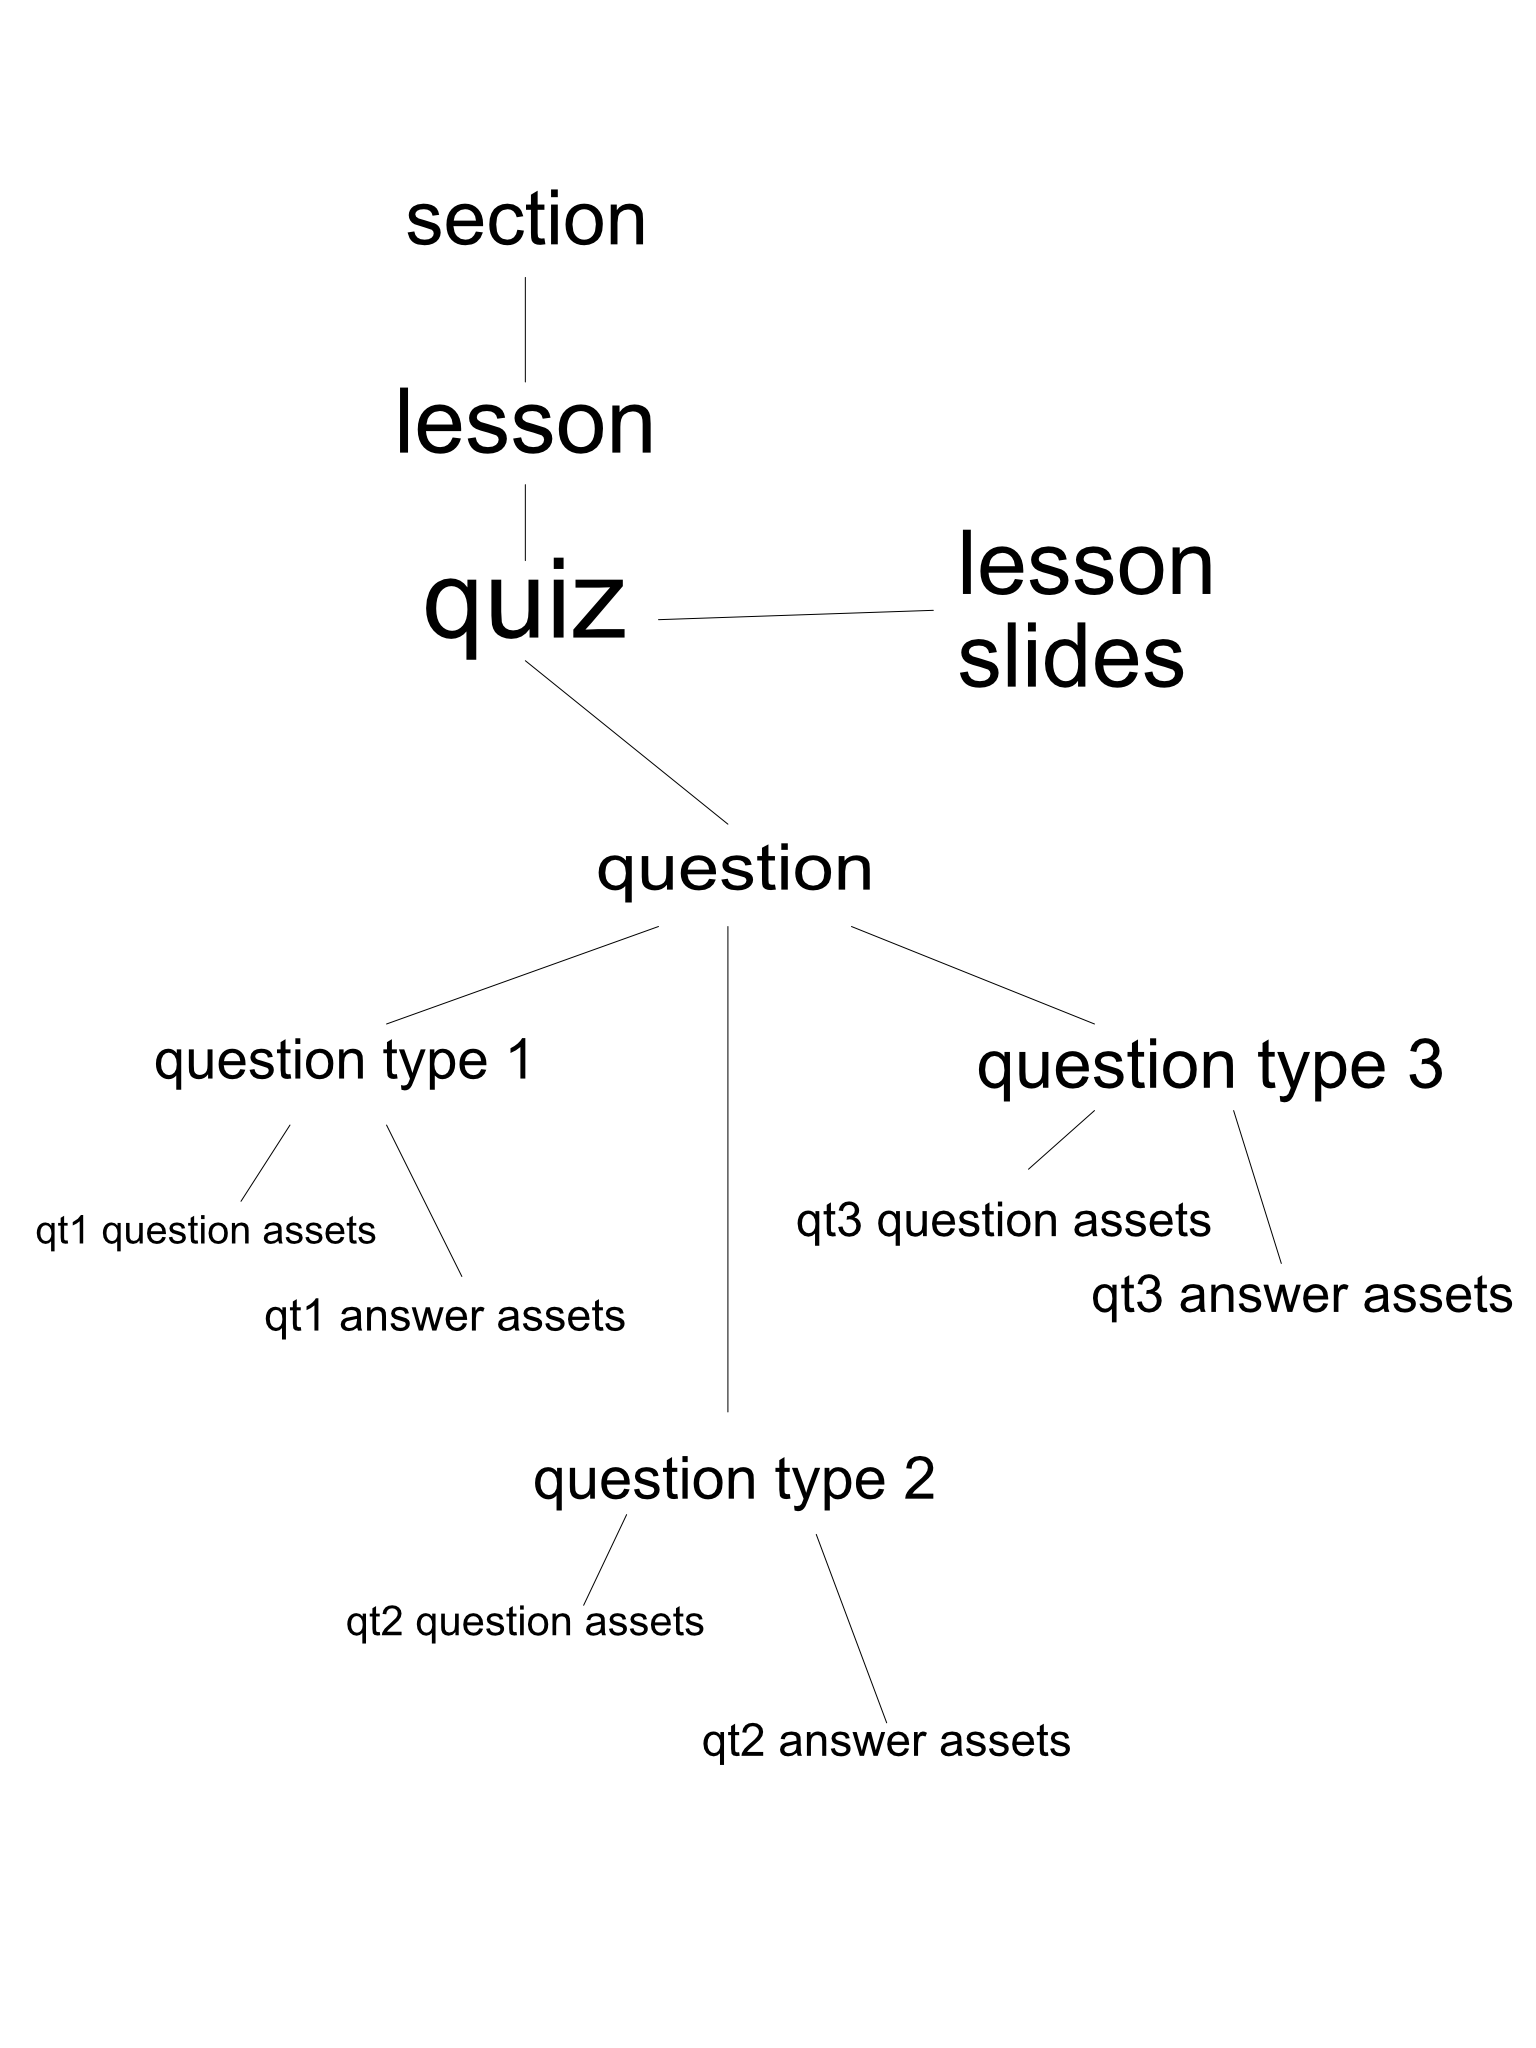 section
lesson
quiz
lesson
slides
question
question type 1
question type 3
qt1 question assets
qt3 question assets
qt1 answer assets
qt3 answer assets
question type 2
qt2 question assets
qt2 answer assets